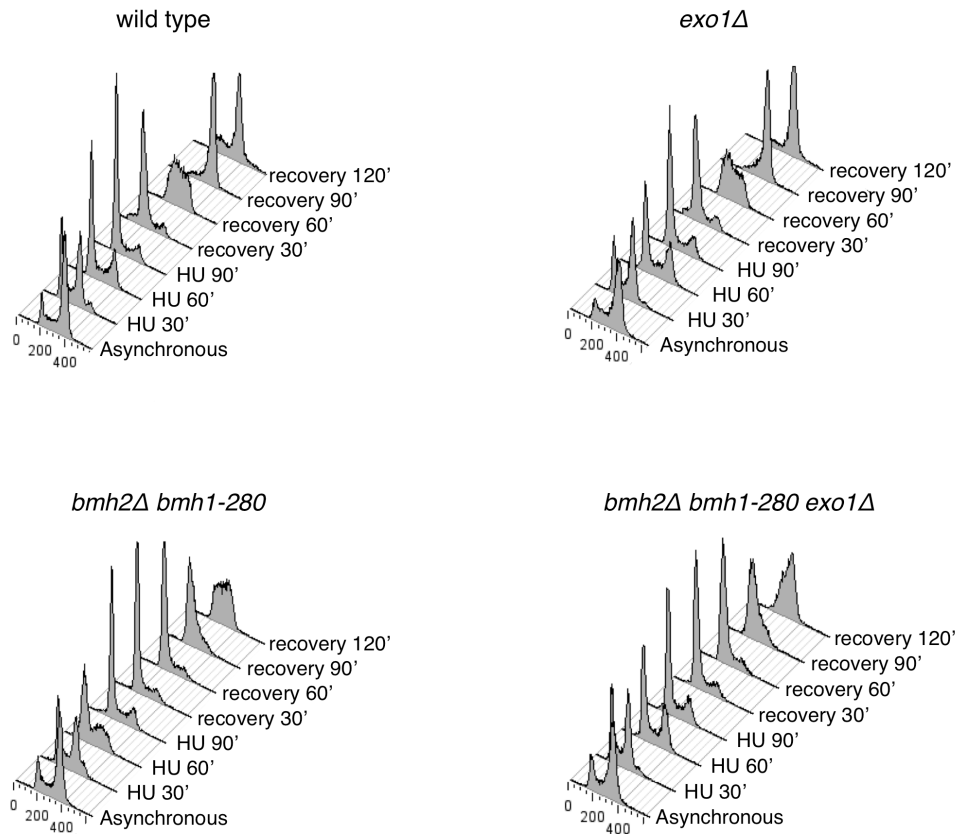 wild type
recovery 120’
recovery 90’
recovery 60’
recovery 30’
HU 90’
HU 60’
HU 30’
Asynchronous
0
200
400
exo1Δ
recovery 120’
recovery 90’
recovery 60’
recovery 30’
HU 90’
HU 60’
HU 30’
Asynchronous
0
200
400
bmh2Δ bmh1-280
recovery 120’
recovery 90’
recovery 60’
recovery 30’
HU 90’
HU 60’
HU 30’
Asynchronous
0
200
400
bmh2Δ bmh1-280 exo1Δ
recovery 120’
recovery 90’
recovery 60’
recovery 30’
HU 90’
HU 60’
HU 30’
Asynchronous
0
200
400